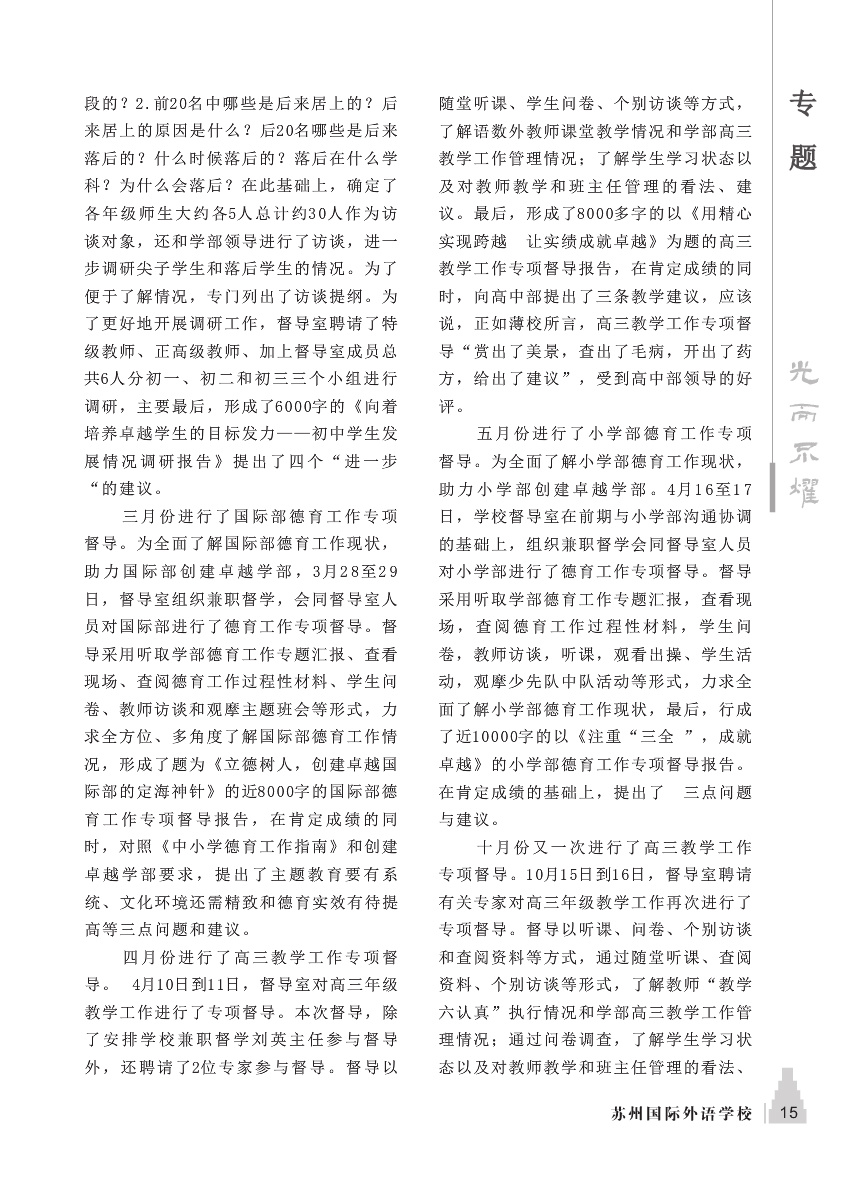 段的？2.前20名中哪些是后来居上的？后
来居上的原因是什么？后20名哪些是后来
落后的？什么时候落后的？落后在什么学
科？为什么会落后？在此基础上，确定了
各年级师生大约各5人总计约30人作为访
谈对象，还和学部领导进行了访谈，进一
步调研尖子学生和落后学生的情况。为了
便于了解情况，专门列出了访谈提纲。为
了更好地开展调研工作，督导室聘请了特
级教师、正高级教师、加上督导室成员总
共6人分初一、初二和初三三个小组进行
调研，主要最后，形成了6000字的《向着
培养卓越学生的目标发力——初中学生发
展情况调研报告》提出了四个“进一步
“的建议。
三月份进行了国际部德育工作专项
督导。为全面了解国际部德育工作现状，
助力国际部创建卓越学部，3月28至29
日，督导室组织兼职督学，会同督导室人
员对国际部进行了德育工作专项督导。督
导采用听取学部德育工作专题汇报、查看
现场、查阅德育工作过程性材料、学生问
卷、教师访谈和观摩主题班会等形式，力
求全方位、多角度了解国际部德育工作情
况，形成了题为《立德树人，创建卓越国
际部的定海神针》的近8000字的国际部德
育工作专项督导报告，在肯定成绩的同
时，对照《中小学德育工作指南》和创建
卓越学部要求，提出了主题教育要有系
统、文化环境还需精致和德育实效有待提
高等三点问题和建议。
四月份进行了高三教学工作专项督
导。 4月10日到11日，督导室对高三年级
教学工作进行了专项督导。本次督导，除
了安排学校兼职督学刘英主任参与督导
外，还聘请了2位专家参与督导。督导以
随堂听课、学生问卷、个别访谈等方式，
了解语数外教师课堂教学情况和学部高三
教学工作管理情况；了解学生学习状态以
及对教师教学和班主任管理的看法、建
议。最后，形成了8000多字的以《用精心
实现跨越　让实绩成就卓越》为题的高三
教学工作专项督导报告，在肯定成绩的同
时，向高中部提出了三条教学建议，应该
说，正如薄校所言，高三教学工作专项督
导“赏出了美景，查出了毛病，开出了药
方，给出了建议”，受到高中部领导的好
评。
五月份进行了小学部德育工作专项
督导。为全面了解小学部德育工作现状，
助力小学部创建卓越学部。4月16至17
日，学校督导室在前期与小学部沟通协调
的基础上，组织兼职督学会同督导室人员
对小学部进行了德育工作专项督导。督导
采用听取学部德育工作专题汇报，查看现
场，查阅德育工作过程性材料，学生问
卷，教师访谈，听课，观看出操、学生活
动，观摩少先队中队活动等形式，力求全
面了解小学部德育工作现状，最后，行成
了近10000字的以《注重“三全 ”，成就
卓越》的小学部德育工作专项督导报告。
在肯定成绩的基础上，提出了　三点问题
与建议。
十月份又一次进行了高三教学工作
专项督导。10月15日到16日，督导室聘请
有关专家对高三年级教学工作再次进行了
专项督导。督导以听课、问卷、个别访谈
和查阅资料等方式，通过随堂听课、查阅
资料、个别访谈等形式，了解教师“教学
六认真”执行情况和学部高三教学工作管
理情况；通过问卷调查，了解学生学习状
态以及对教师教学和班主任管理的看法、
专题
光而不耀
苏州国际外语学校
15